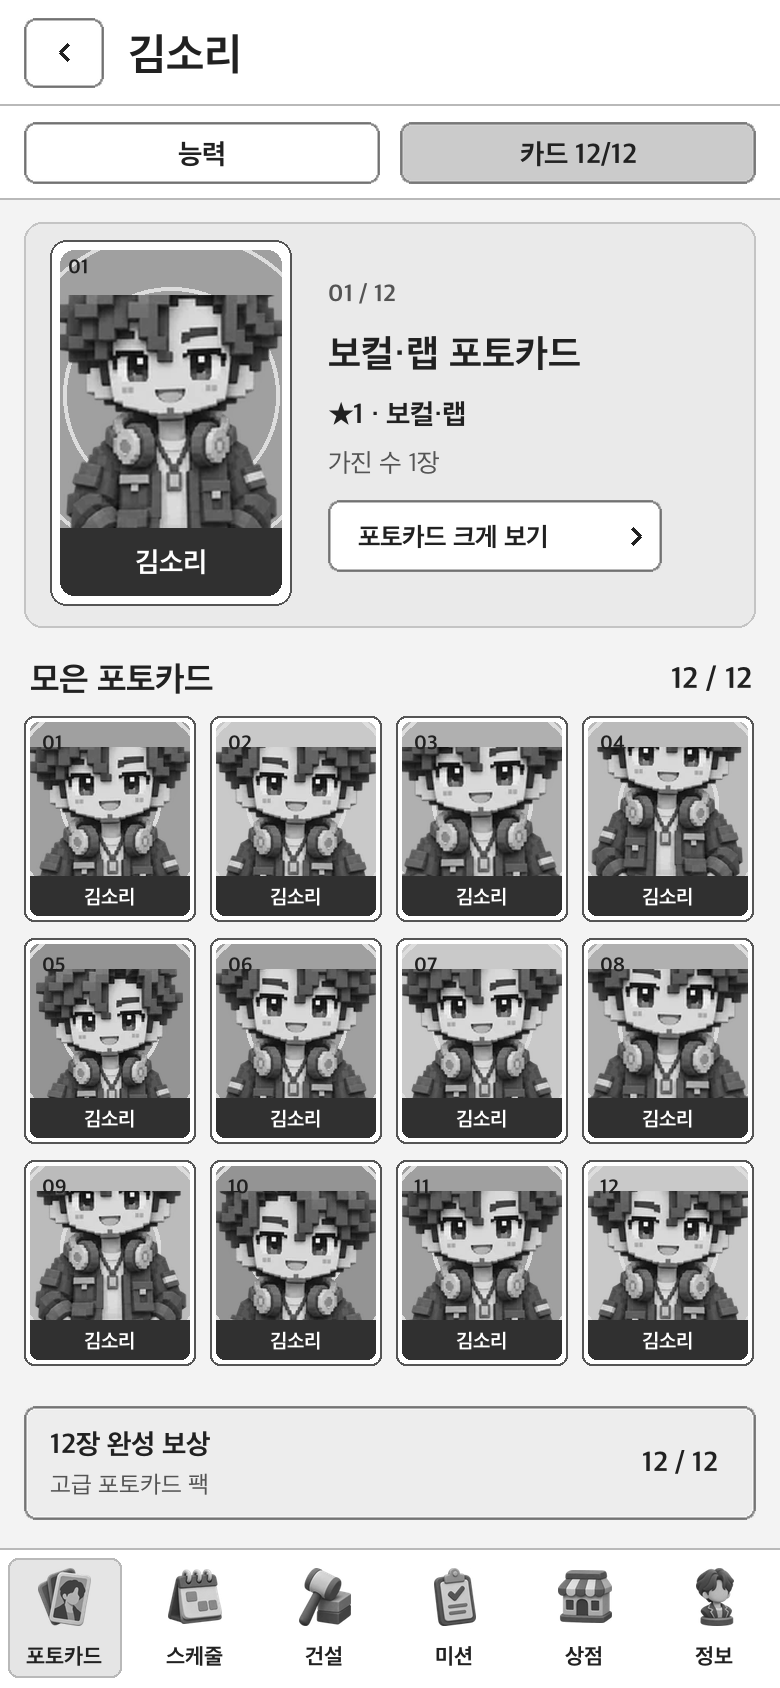 김소리
능력
카드 12/12
01
김소리
01 / 12
보컬·랩 포토카드
★1 · 보컬·랩
가진 수 1장
포토카드 크게 보기
모은 포토카드
12 / 12
01
김소리
02
김소리
03
김소리
04
김소리
05
김소리
06
김소리
07
김소리
08
김소리
09
김소리
10
김소리
11
김소리
12
김소리
12장 완성 보상
고급 포토카드 팩
12 / 12
포토카드
스케줄
건설
미션
상점
정보